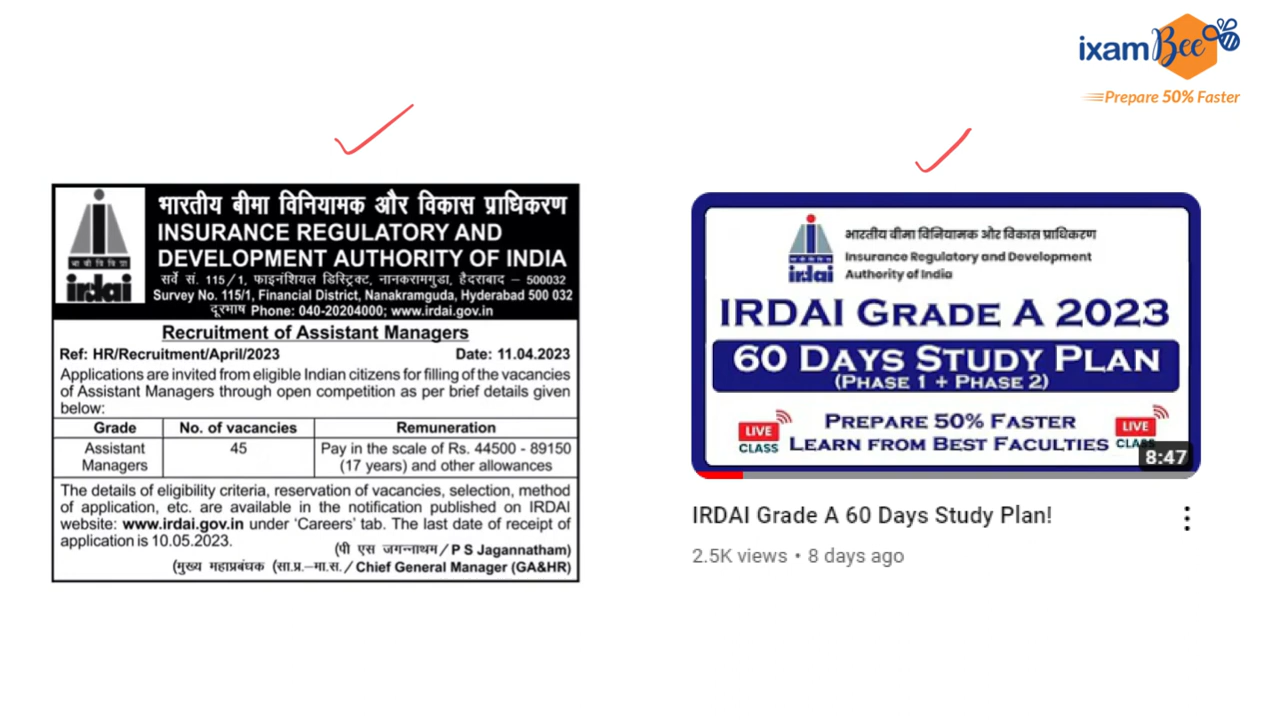 ixamBee
Prepare 50% Faster
भारतीय बीमा विनियामक और विकास प्राधिकरण
INSURANCE REGULATORY AND
DEVELOPMENT AUTHORITY OF INDIA
सर्वे सं. 115/1, फाइनंशियल डिस्ट्रिक्ट, नानकरामगुडा, हैदराबाद – 500032
Survey No. 115/1, Financial District, Nanakramguda, Hyderabad 500 032
दूरभाष Phone: 040-20204000; www.irdai.gov.in
भा बी वि वि प्रा
irdai
Recruitment of Assistant Managers
Ref: HR/Recruitment/April/2023 Date: 11.04.2023
Applications are invited from eligible Indian citizens for filling of the vacancies
of Assistant Managers through open competition as per brief details given
below:
Grade No. of vacancies Remuneration
Assistant 45 Pay in the scale of Rs. 44500 - 89150
Managers (17 years) and other allowances
The details of eligibility criteria, reservation of vacancies, selection, method
of application, etc. are available in the notification published on IRDAI
website: www.irdai.gov.in under 'Careers' tab. The last date of receipt of
application is 10.05.2023.
(पी एस जगन्नाथम/P S Jagannatham)
(मुख्य महाप्रबंधक (सा.प्र.–मा.स./Chief General Manager (GA&HR)
भारतीय बीमा विनियामक और विकास प्राधिकरण
Insurance Regulatory and Development
Authority of India
irdai
IRDAI GRADE A 2023
60 DAYS STUDY PLAN
(PHASE 1 + PHASE 2)
LIVE
CLASS
PREPARE 50% FASTER
LEARN FROM BEST FACULTIES
LIVE
8:47
IRDAI Grade A 60 Days Study Plan!
2.5K views • 8 days ago